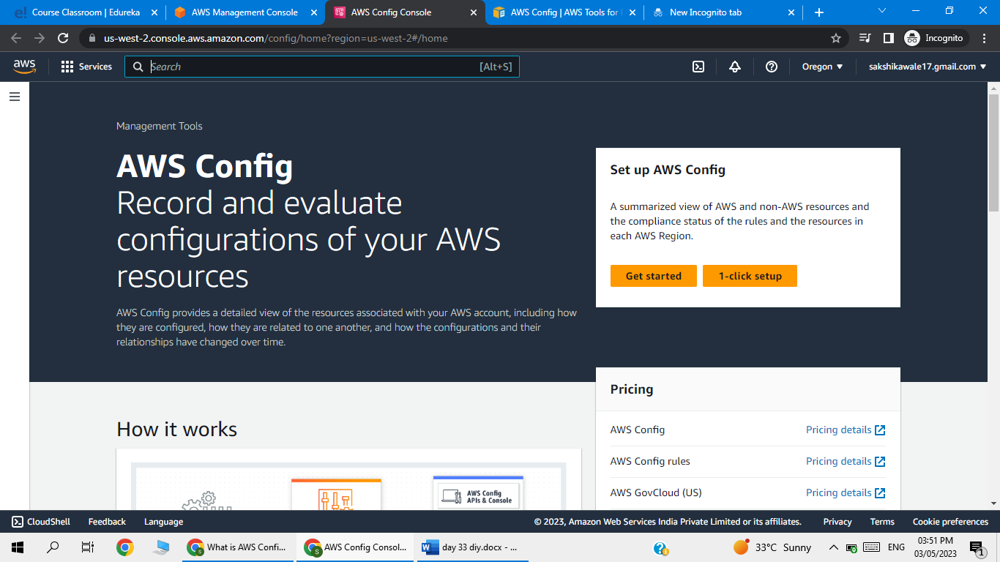 Course Classroom | Edureka
AWS Management Console
AWS Config Console
AWS Config | AWS Tools for
New Incognito tab
us-west-2.console.aws.amazon.com/config/home?region=us-west-2#/home
Incognito
aws
Services
Search
[Alt+S]
Oregon
sakshikawale17.gmail.com
Management Tools
AWS Config
Record and evaluate
configurations of your AWS
resources
AWS Config provides a detailed view of the resources associated with your AWS account, including how
they are configured, how they are related to one another, and how the configurations and their
relationships have changed over time.
Set up AWS Config
A summarized view of AWS and non-AWS resources and
the compliance status of the rules and the resources in
each AWS Region.
Get started
1-click setup
Pricing
AWS Config
Pricing details
AWS Config rules
Pricing details
AWS GovCloud (US)
Pricing details
How it works
AWS Config
APIs & Console
CloudShell
Feedback
Language
© 2023, Amazon Web Services India Private Limited or its affiliates.
Privacy
Terms
Cookie preferences
What is AWS Confi...
AWS Config Consol...
day 33 diy.docx - ...
33°C Sunny
ENG
03:51 PM
03/05/2023
1